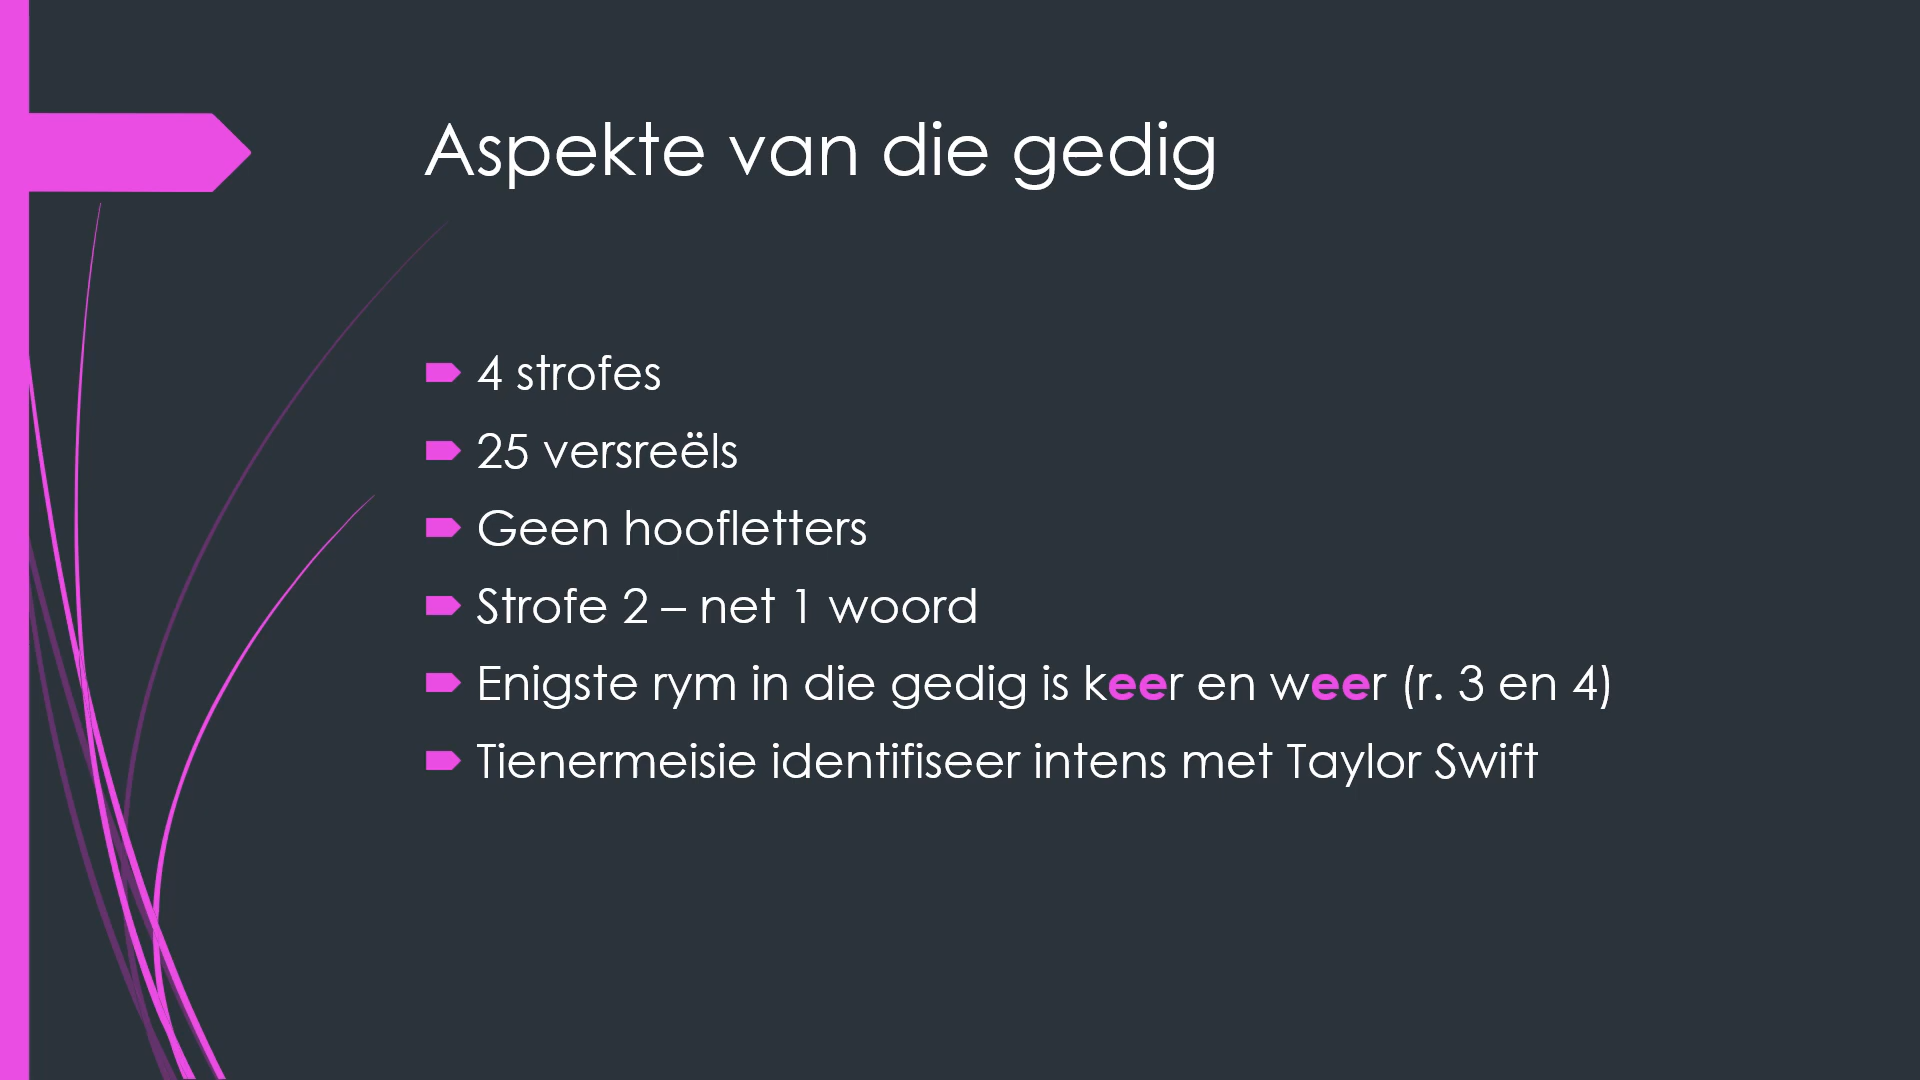 Aspekte van die gedig
4 strofes
25 versreëls
Geen hoofletters
Strofe 2 – net 1 woord
Enigste rym in die gedig is keer en weer (r. 3 en 4)
Tienermeisie identifiseer intens met Taylor Swift